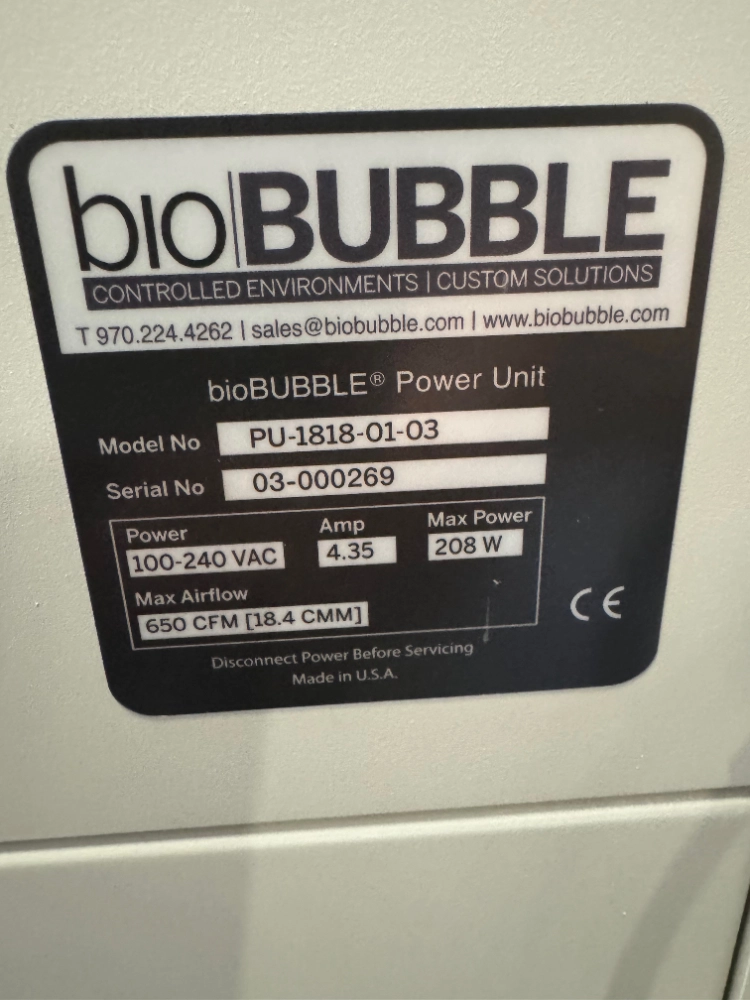 bio|BUBBLE
CONTROLLED ENVIRONMENTS | CUSTOM SOLUTIONS
T 970.224.4262 | sales@biobubble.com | www.biobubble.com
bioBUBBLE® Power Unit
Model No PU-1818-01-03
Serial No 03-000269
Power Amp Max Power
100-240 VAC 4.35 208 W
Max Airflow
650 CFM [18.4 CMM]
CE
Disconnect Power Before Servicing
Made in U.S.A.